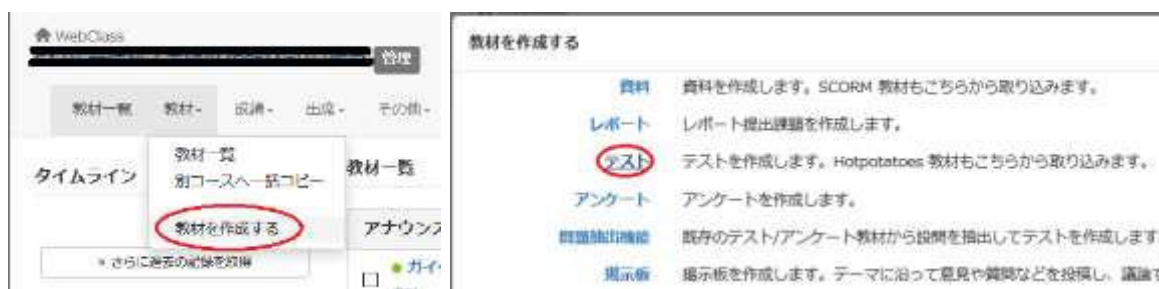 WebClass
管理
教材一覧 教材 成績 出席 その他
教材一覧
別コースへ一括コピー
教材を作成する
タイムライン
» さらに過去の記録を取得
教材一覧
アナウンス
ガイ
教材を作成する
資料 資料を作成します。SCORM 教材もこちらから取り込みます。
レポート レポート提出課題を作成します。
テスト テストを作成します。Hotpotatoes 教材もこちらから取り込みます。
アンケート アンケートを作成します。
問題抽出機能 既存のテスト/アンケート教材から設問を抽出してテストを作成します
掲示板 掲示板を作成します。テーマに沿って意見や質問などを投稿し、議論